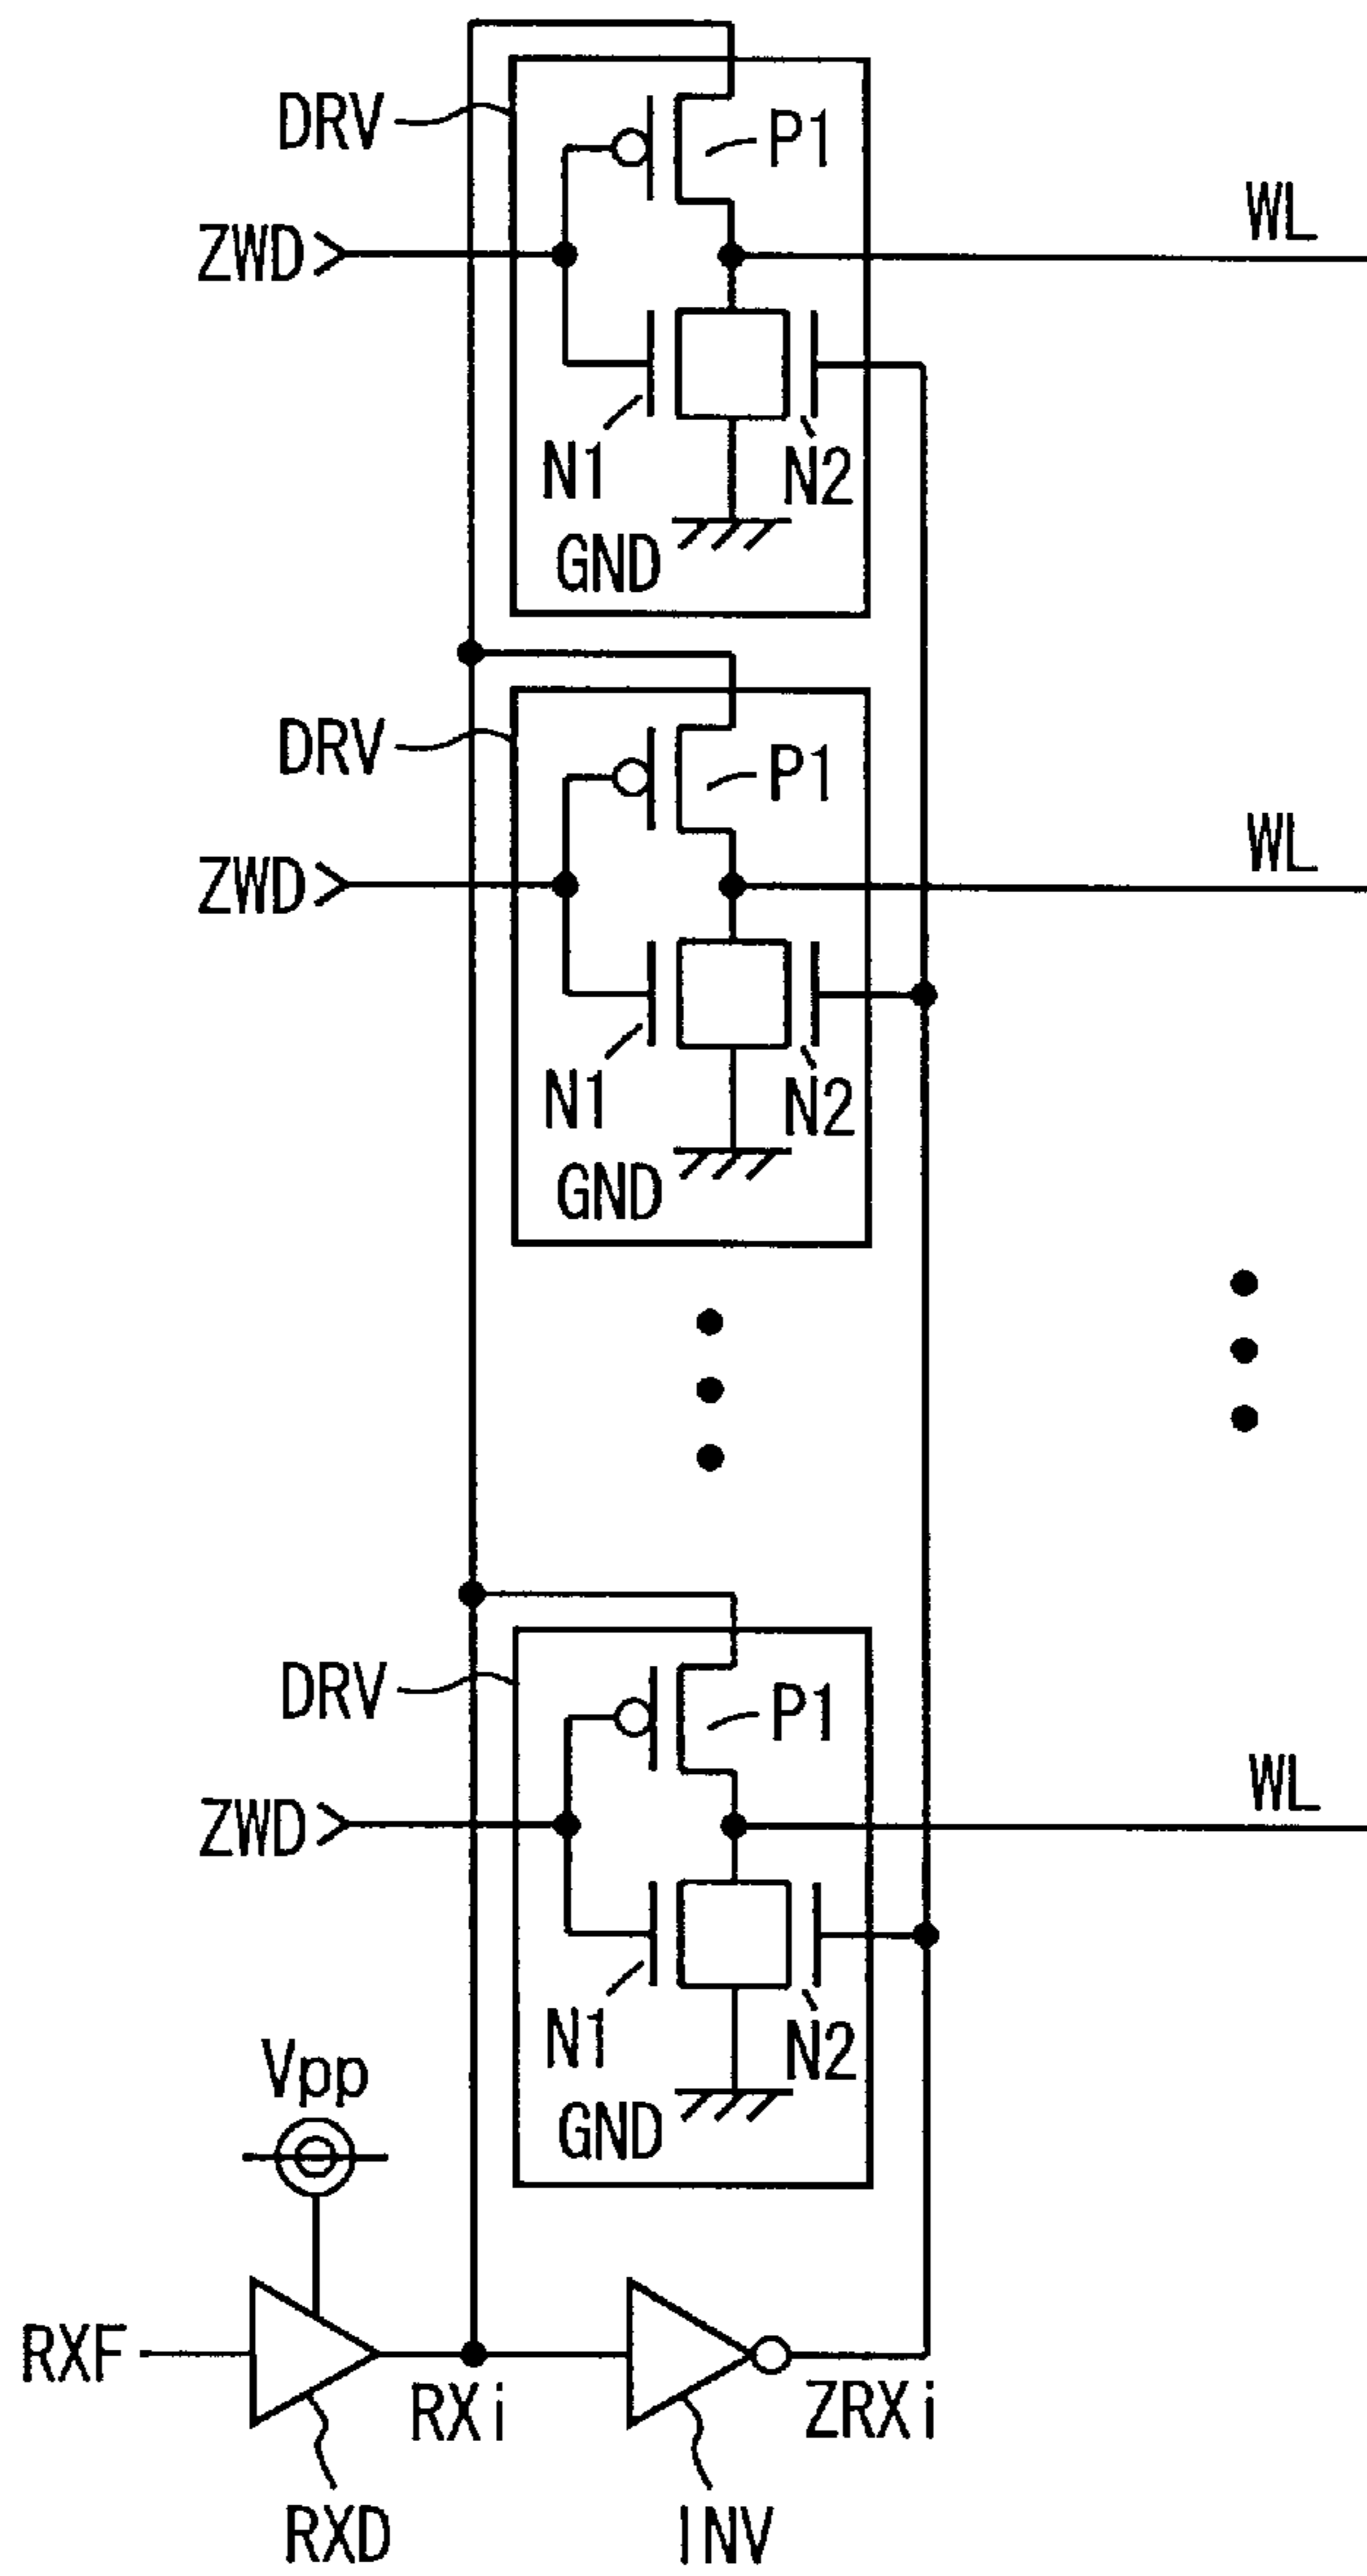 DRV
P1
ZWD
WL
N1
N2
GND
DRV
P1
ZWD
WL
N1
N2
GND
DRV
P1
ZWD
WL
N1
N2
GND
Vpp
RXF
RXi
ZRXi
RXD
INV